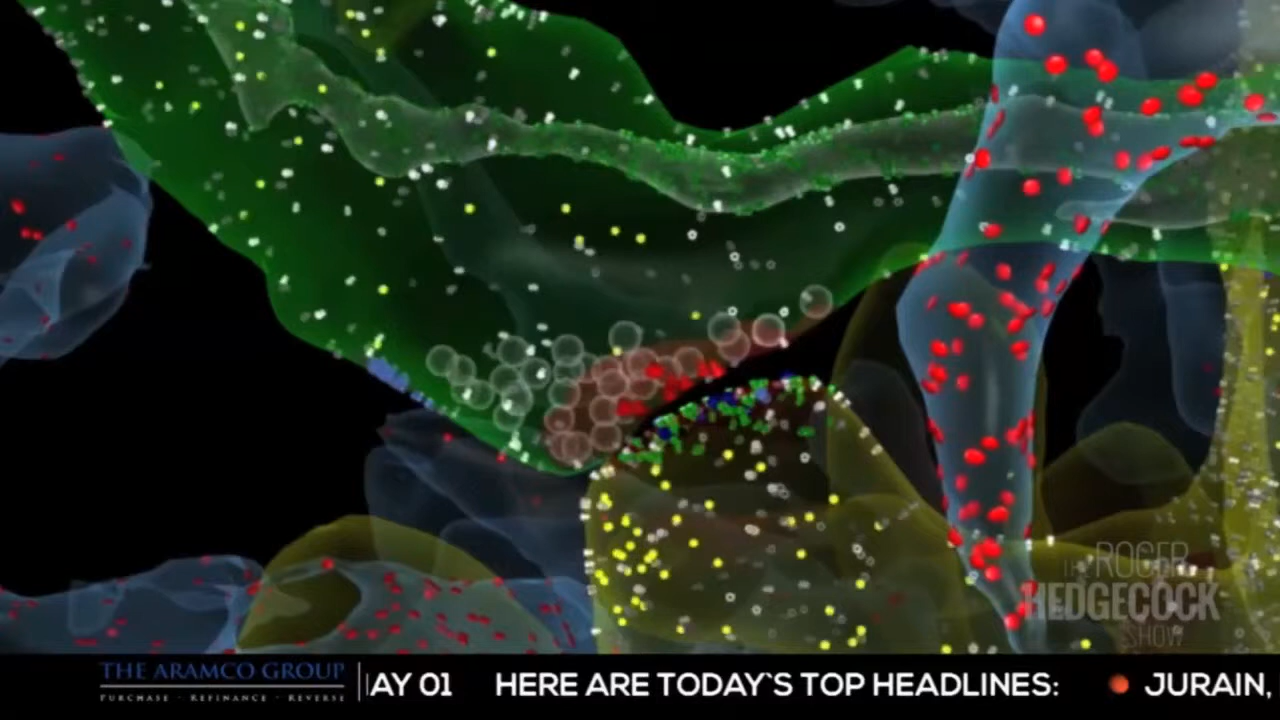 THE ROGER
HEDGECOCK
SHOW
THE ARAMCO GROUP
PURCHASE · REFINANCE · REVERSE
AY 01 HERE ARE TODAY`S TOP HEADLINES: JURAIN,